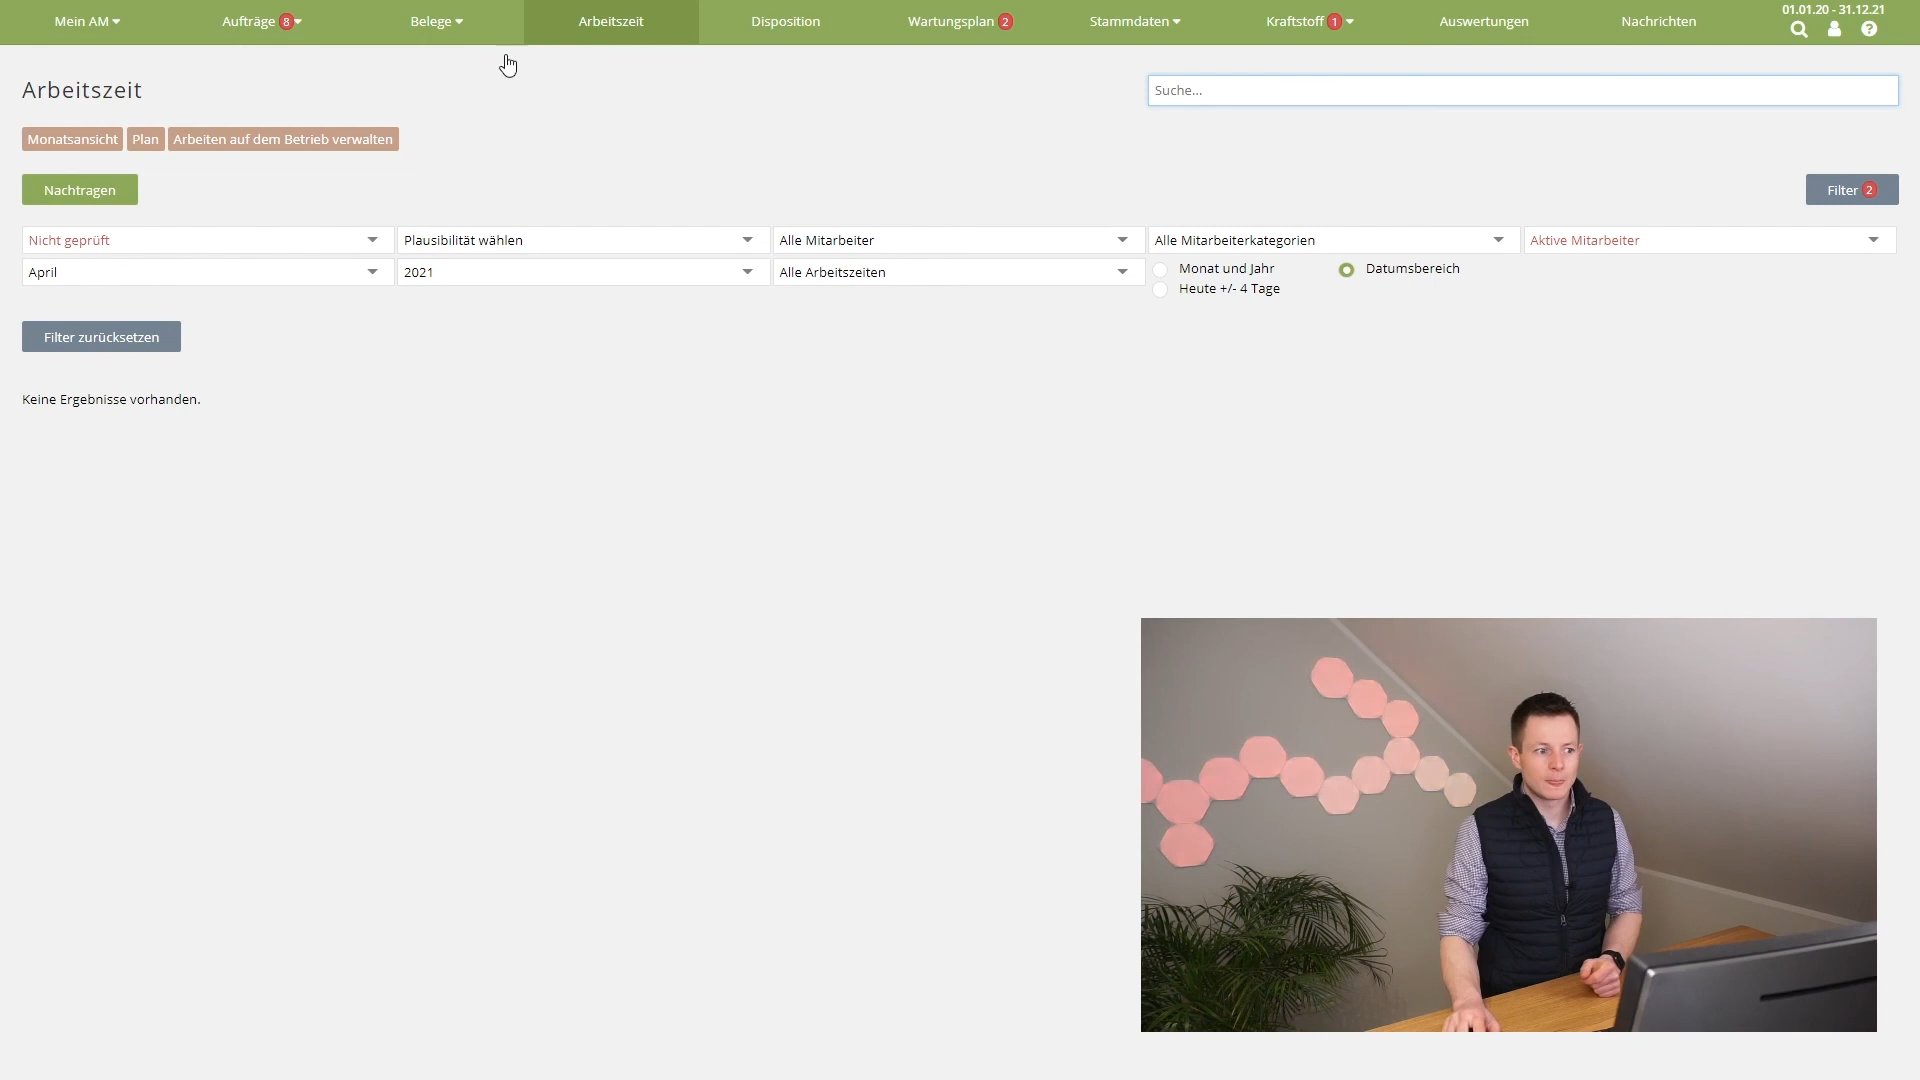 Mein AM Aufträge 8 Belege Arbeitszeit Disposition Wartungsplan 2 Stammdaten Kraftstoff 1 Auswertungen Nachrichten 01.01.20 - 31.12.21
Arbeitszeit Suche...
Monatsansicht Plan Arbeiten auf dem Betrieb verwalten
Nachtragen Filter 2
Nicht geprüft Plausibilität wählen Alle Mitarbeiter Alle Mitarbeiterkategorien Aktive Mitarbeiter
April 2021 Alle Arbeitszeiten Monat und Jahr Datumsbereich
Heute +/- 4 Tage
Filter zurücksetzen
Keine Ergebnisse vorhanden.